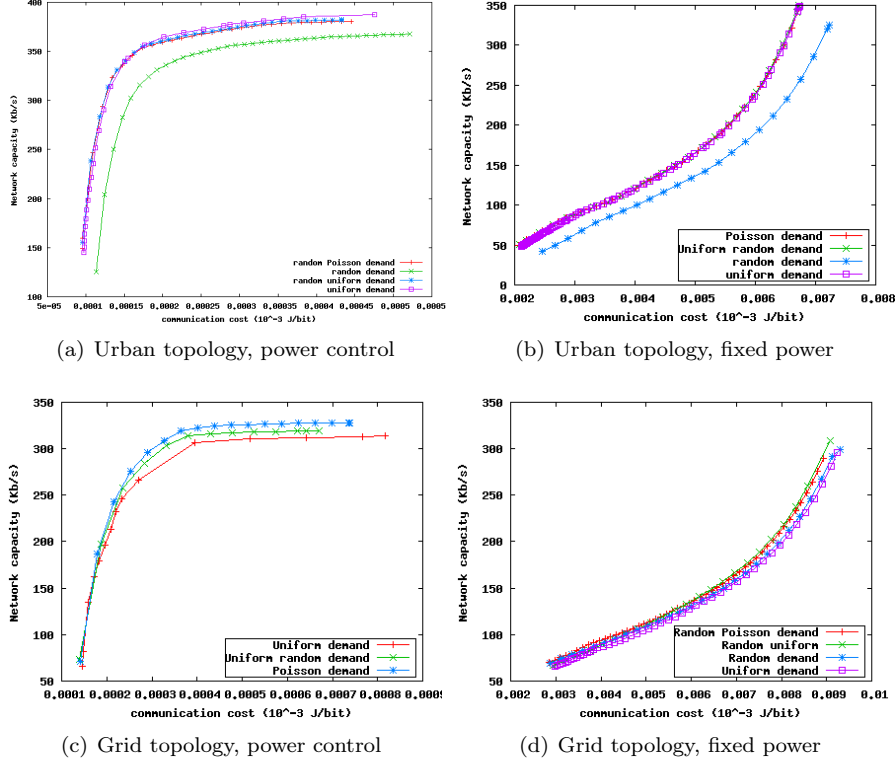 400
350
300
250
200
150
100
Network capacity (Kb/s)
random Poisson demand
random demand
random uniform demand
uniform demand
5e-05 0.0001 0.00015 0.0002 0.00025 0.0003 0.00035 0.0004 0.00045 0.0005
communication cost (10^-3 J/bit)
(a) Urban topology, power control
350
300
250
200
150
100
50
0
Network capacity (Kb/s)
Poisson demand
Uniform random demand
random demand
uniform demand
0.002 0.003 0.004 0.005 0.006 0.007 0.008
communication cost (10^-3 J/bit)
(b) Urban topology, fixed power
350
300
250
200
150
100
50
Network capacity (Kb/s)
Uniform demand
Uniform random demand
Poisson demand
0.0001 0.0002 0.0003 0.0004 0.0005 0.0006 0.0007 0.0008 0.0009
communication cost (10^-3 J/bit)
(c) Grid topology, power control
350
300
250
200
150
100
50
Network capacity (Kb/s)
Random Poisson demand
Random uniform
Random demand
Uniform demand
0.002 0.003 0.004 0.005 0.006 0.007 0.008 0.009 0.01
communication cost (10^-3 J/bit)
(d) Grid topology, fixed power